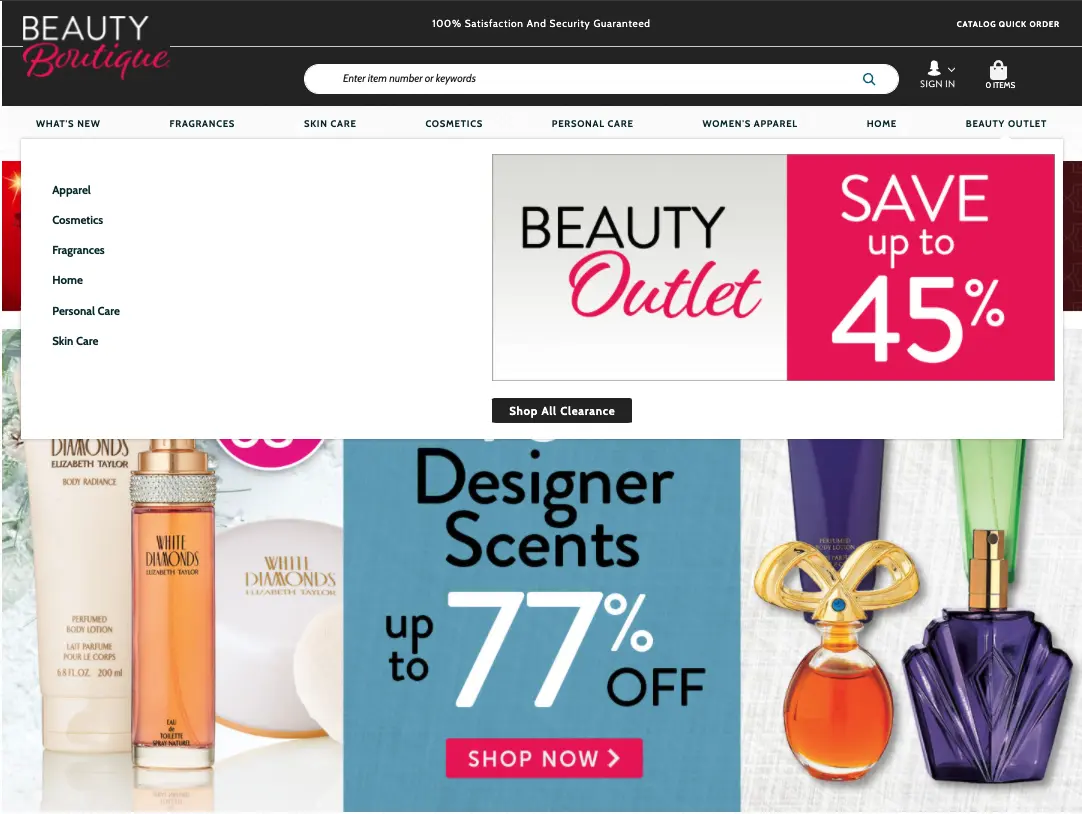 BEAUTY
Boutique
100% Satisfaction And Security Guaranteed
CATALOG QUICK ORDER
Enter item number or keywords
SIGN IN
0 ITEMS
WHAT'S NEW
FRAGRANCES
SKIN CARE
COSMETICS
PERSONAL CARE
WOMEN'S APPAREL
HOME
BEAUTY OUTLET
Apparel
Cosmetics
Fragrances
Home
Personal Care
Skin Care
BEAUTY
Outlet
SAVE
up to
45%
Shop All Clearance
DIAMONDS
ELIZABETH TAYLOR
BODY RADIANCE
PERFUMED
BODY LOTION
LAIT PARFUME
POUR LE CORPS
6.8 FL. OZ. 200 ml
WHITE
DIAMONDS
ELIZABETH TAYLOR
EAU
de
TOILETTE
SPRAY NATUREL
WHITE
DIAMONDS
ELIZABETH TAYLOR
Designer
Scents
up
to
77%
OFF
SHOP NOW
PERFUMED
BODY LOTION